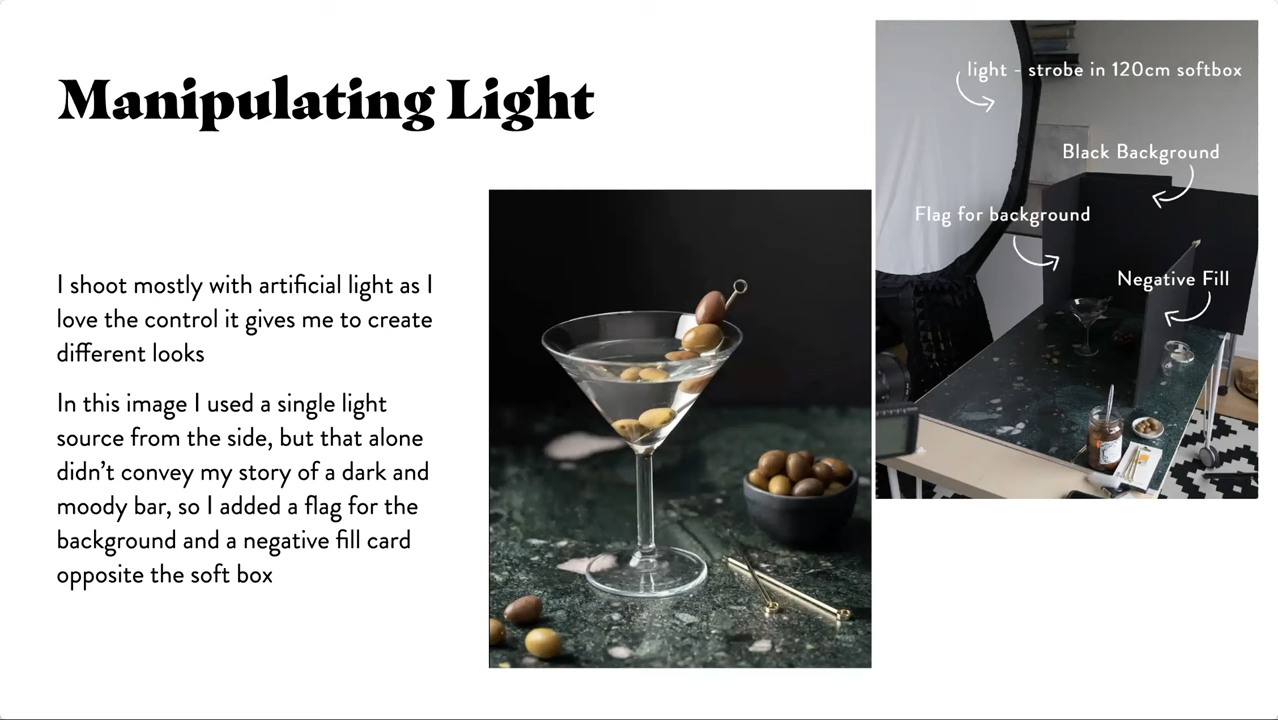 Manipulating Light
I shoot mostly with artificial light as I
love the control it gives me to create
different looks
In this image I used a single light
source from the side, but that alone
didn’t convey my story of a dark and
moody bar, so I added a flag for the
background and a negative fill card
opposite the soft box
light - strobe in 120cm softbox
Black Background
Flag for background
Negative Fill